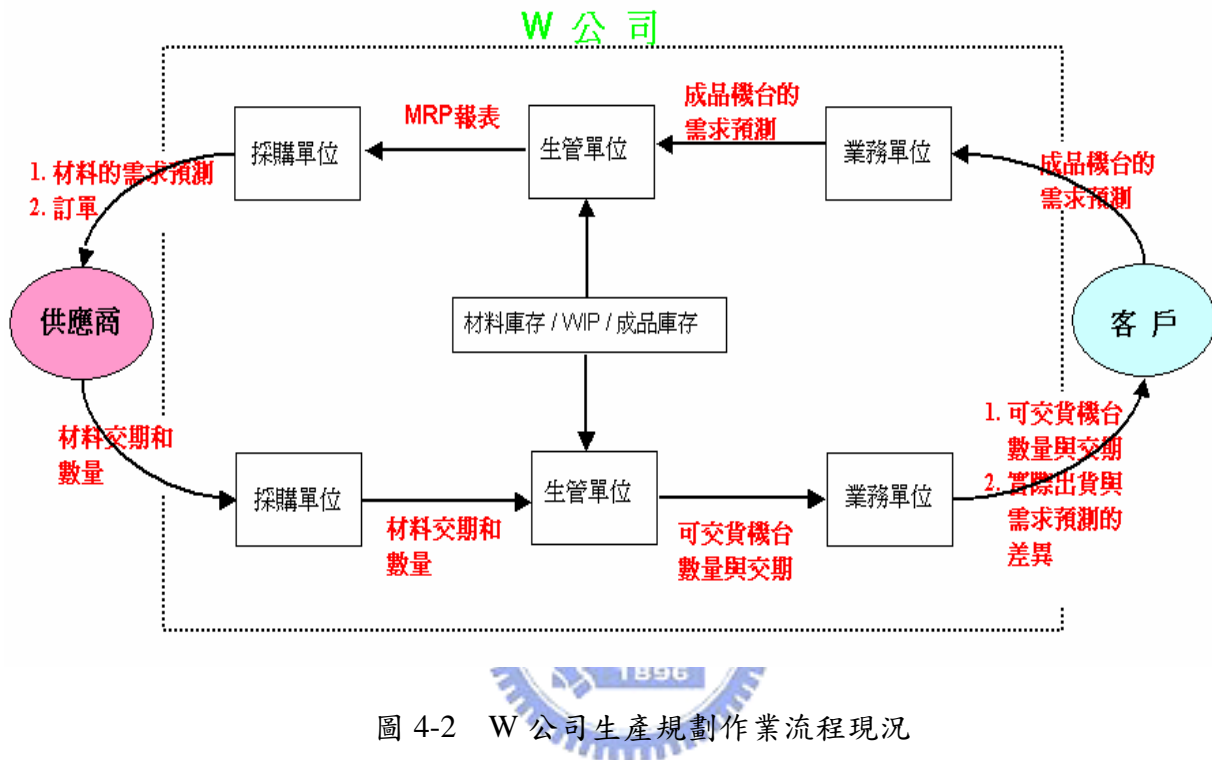 W 公 司
MRP報表
成品機台的
需求預測
採購單位
生管單位
業務單位
成品機台的
需求預測
1. 材料的需求預測
2. 訂單
供應商
材料庫存 / WIP / 成品庫存
客 戶
材料交期和
數量
採購單位
生管單位
業務單位
材料交期和
數量
可交貨機台
數量與交期
1. 可交貨機台
數量與交期
2. 實際出貨與
需求預測的
差異
1896
圖 4-2 W 公司生產規劃作業流程現況